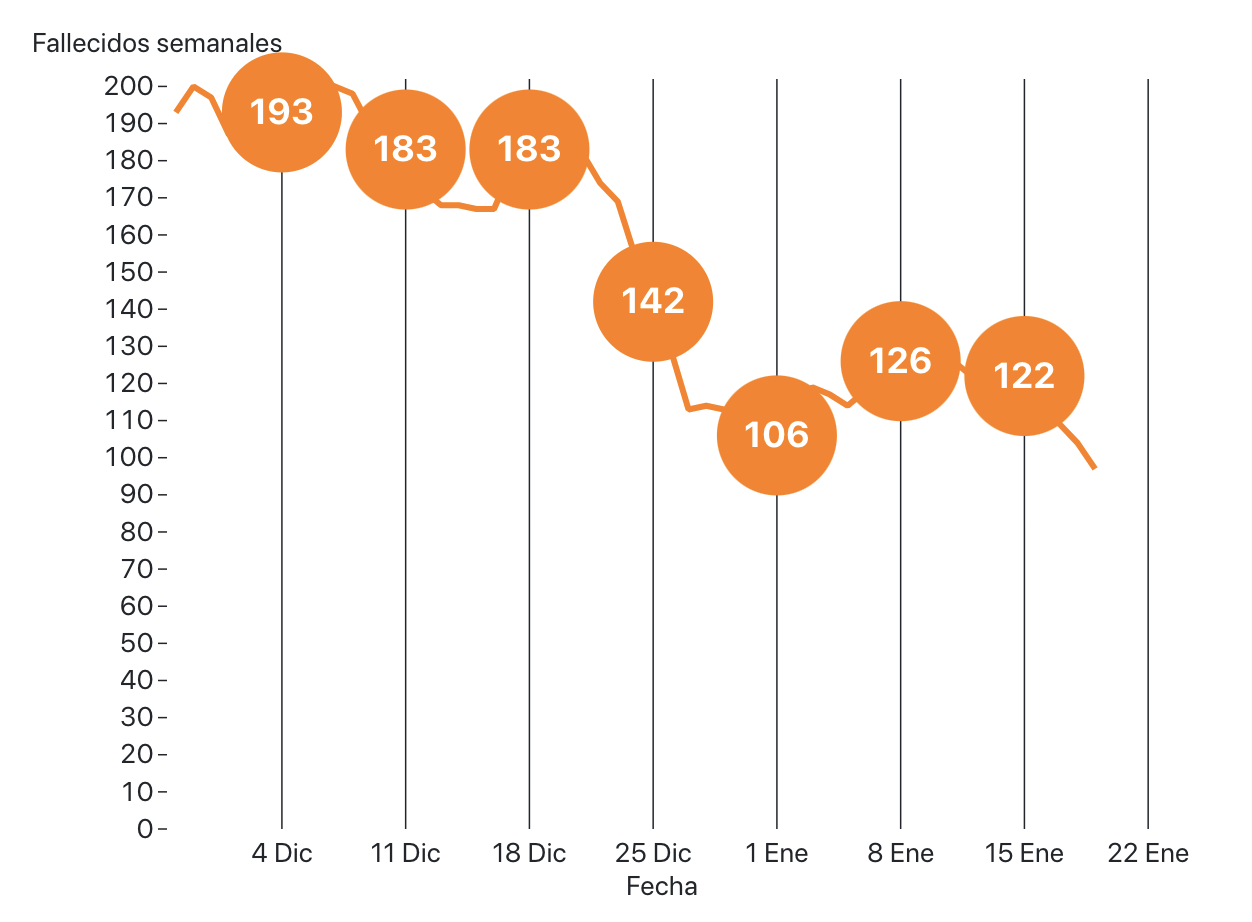 Fallecidos semanales
200
190
180
170
160
150
140
130
120
110
100
90
80
70
60
50
40
30
20
10
0
193
183
183
142
106
126
122
4 Dic
11 Dic
18 Dic
25 Dic
1 Ene
8 Ene
15 Ene
22 Ene
Fecha